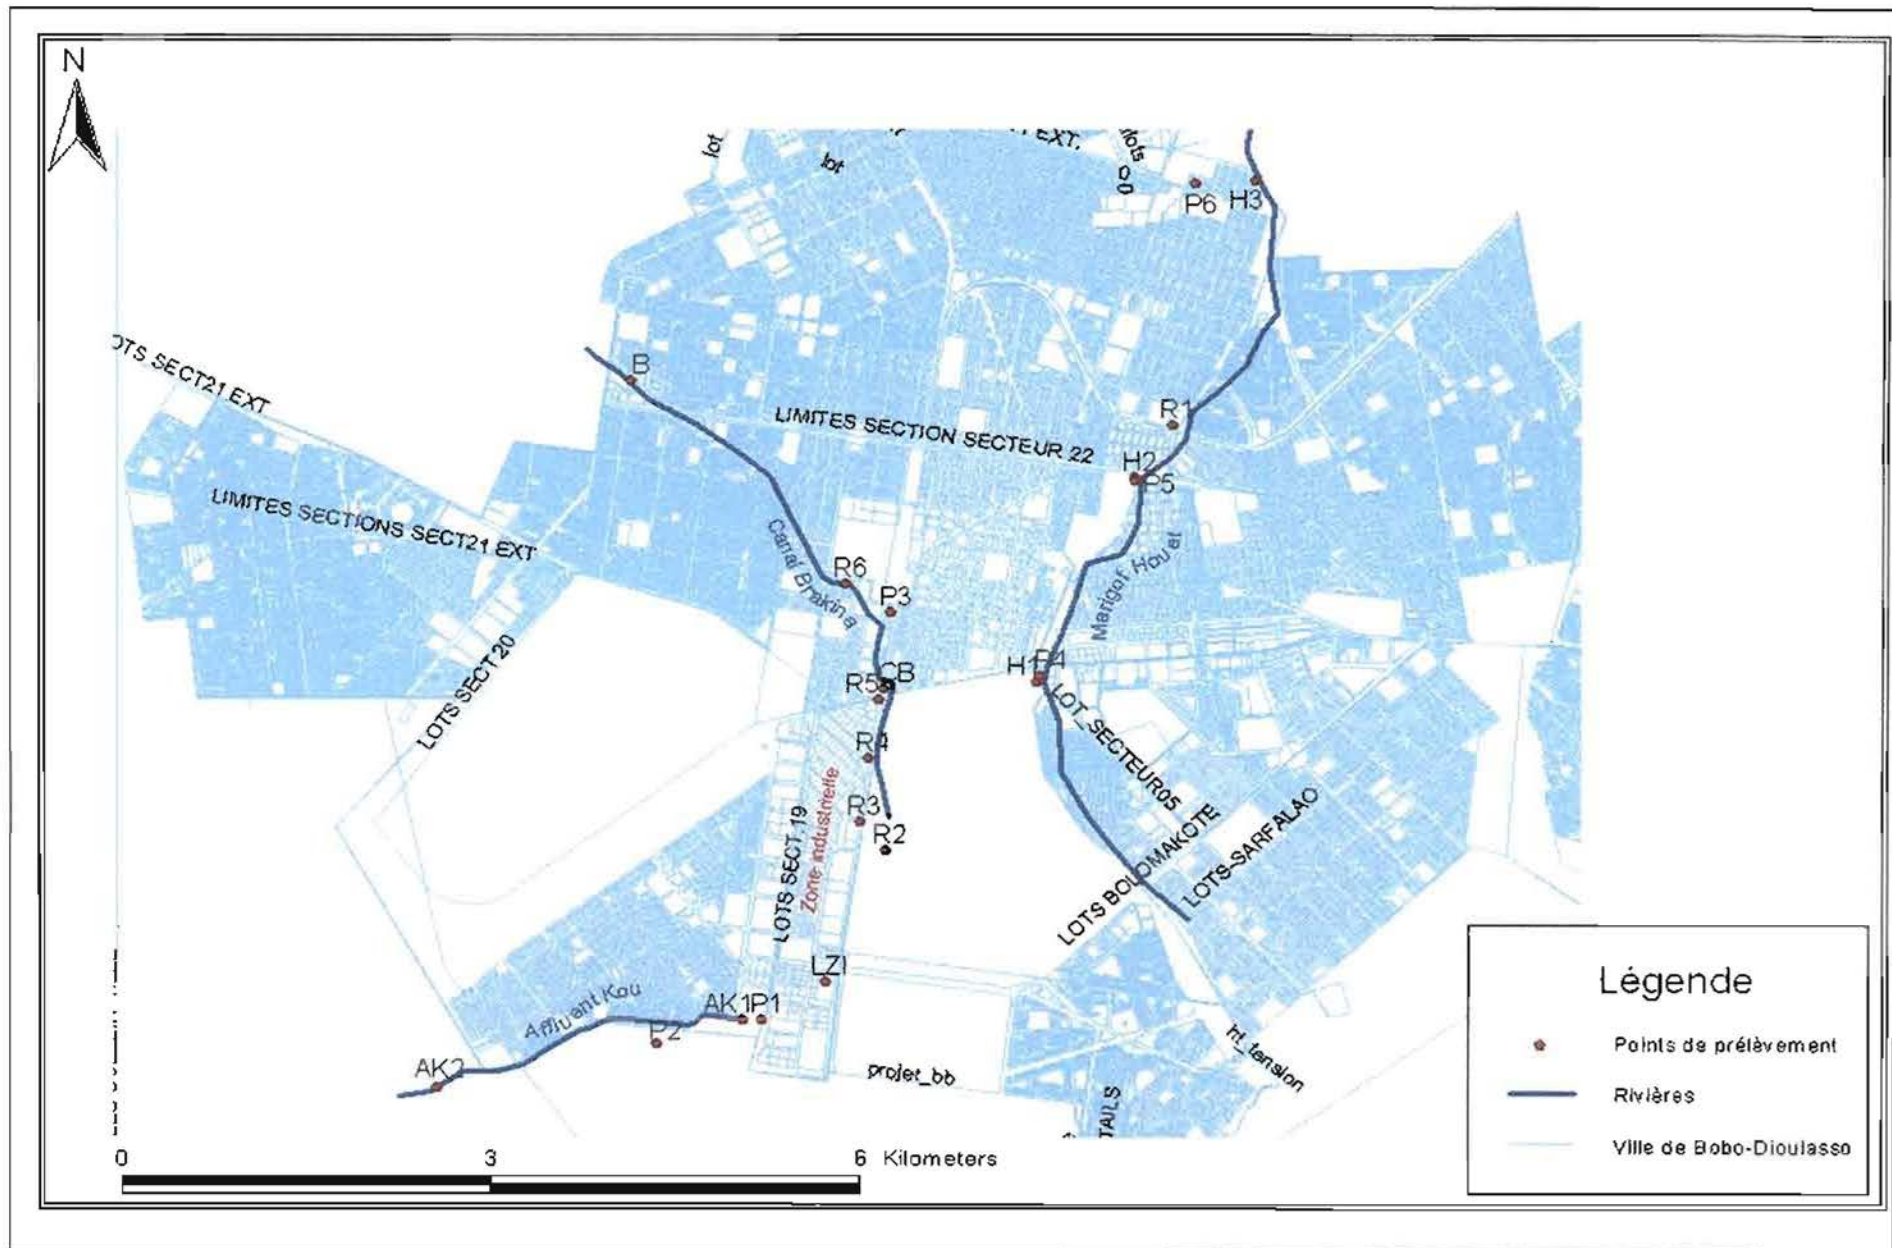 N
lot
lot
EXT.
lots
P6
H3
B
OTS SECT21 EXT
R1
LIMITES SECTION SECTEUR 22
H2
P5
LIMITES SECTIONS SECT21 EXT
Canal Brakina
Marigot Houet
R6
P3
LOTS SECT 20
CB
R5
H1
P4
LOT_SECTEUR05
R4
Zone industrielle
R3
R2
LOTS SECT.19
LOTS BOLOMAKOTE
LOTS-SARFALAO
LZI
Affluant Kou
AK1
P1
P2
AK2
projet_bb
ht_tension
TAILS
0 3 6 Kilometers
Légende
Points de prélèvement
Rivières
Ville de Bobo-Dioulasso